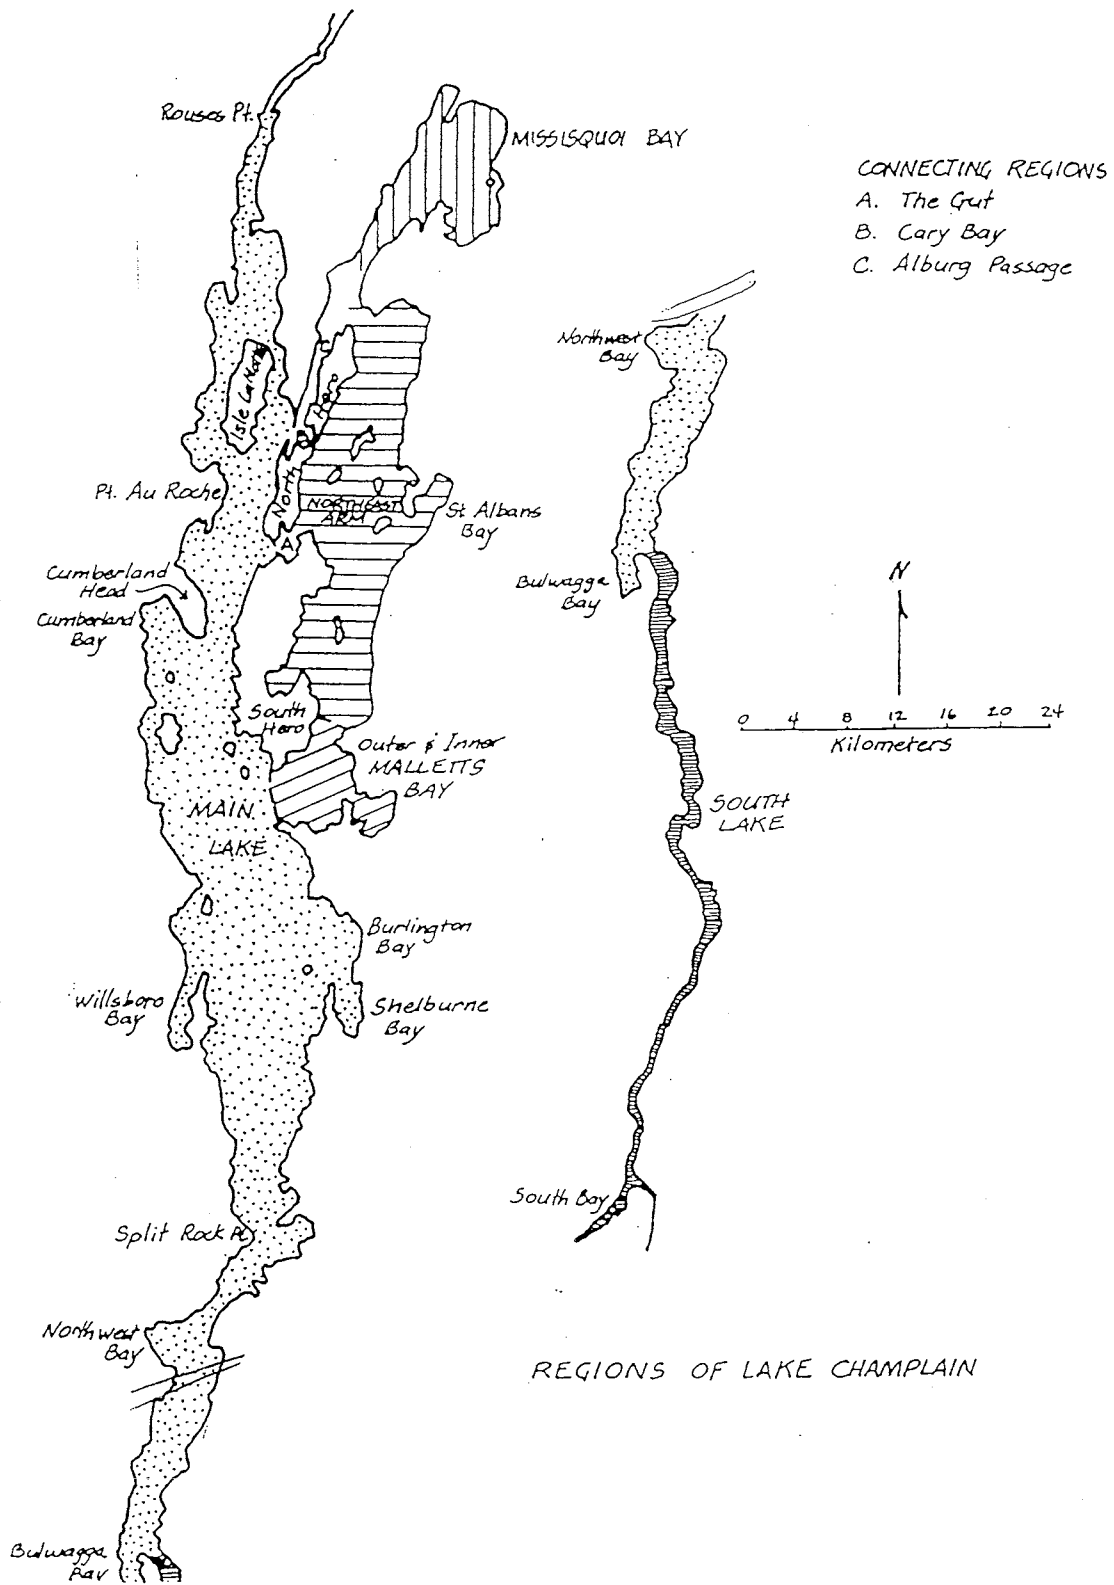 Rouses Pt.
MISSISQUOI BAY
CONNECTING REGIONS
A. The Gut
B. Cary Bay
C. Alburg Passage
Northwest
Bay
C
Isle LaMotte
Hero
B
North
Pt. Au Roche
NORTHEAST
ARM
St Albans
Bay
A
Cumberland
Head
Cumberland
Bay
Bulwagga
Bay
N
South
Hero
0 4 8 12 16 20 24
Kilometers
Outer & Inner
MALLETTS
BAY
MAIN
LAKE
SOUTH
LAKE
Burlington
Bay
Willsboro
Bay
Shelburne
Bay
South Bay
Split Rock Pt.
Northwest
Bay
REGIONS OF LAKE CHAMPLAIN
Bulwagga
Bay